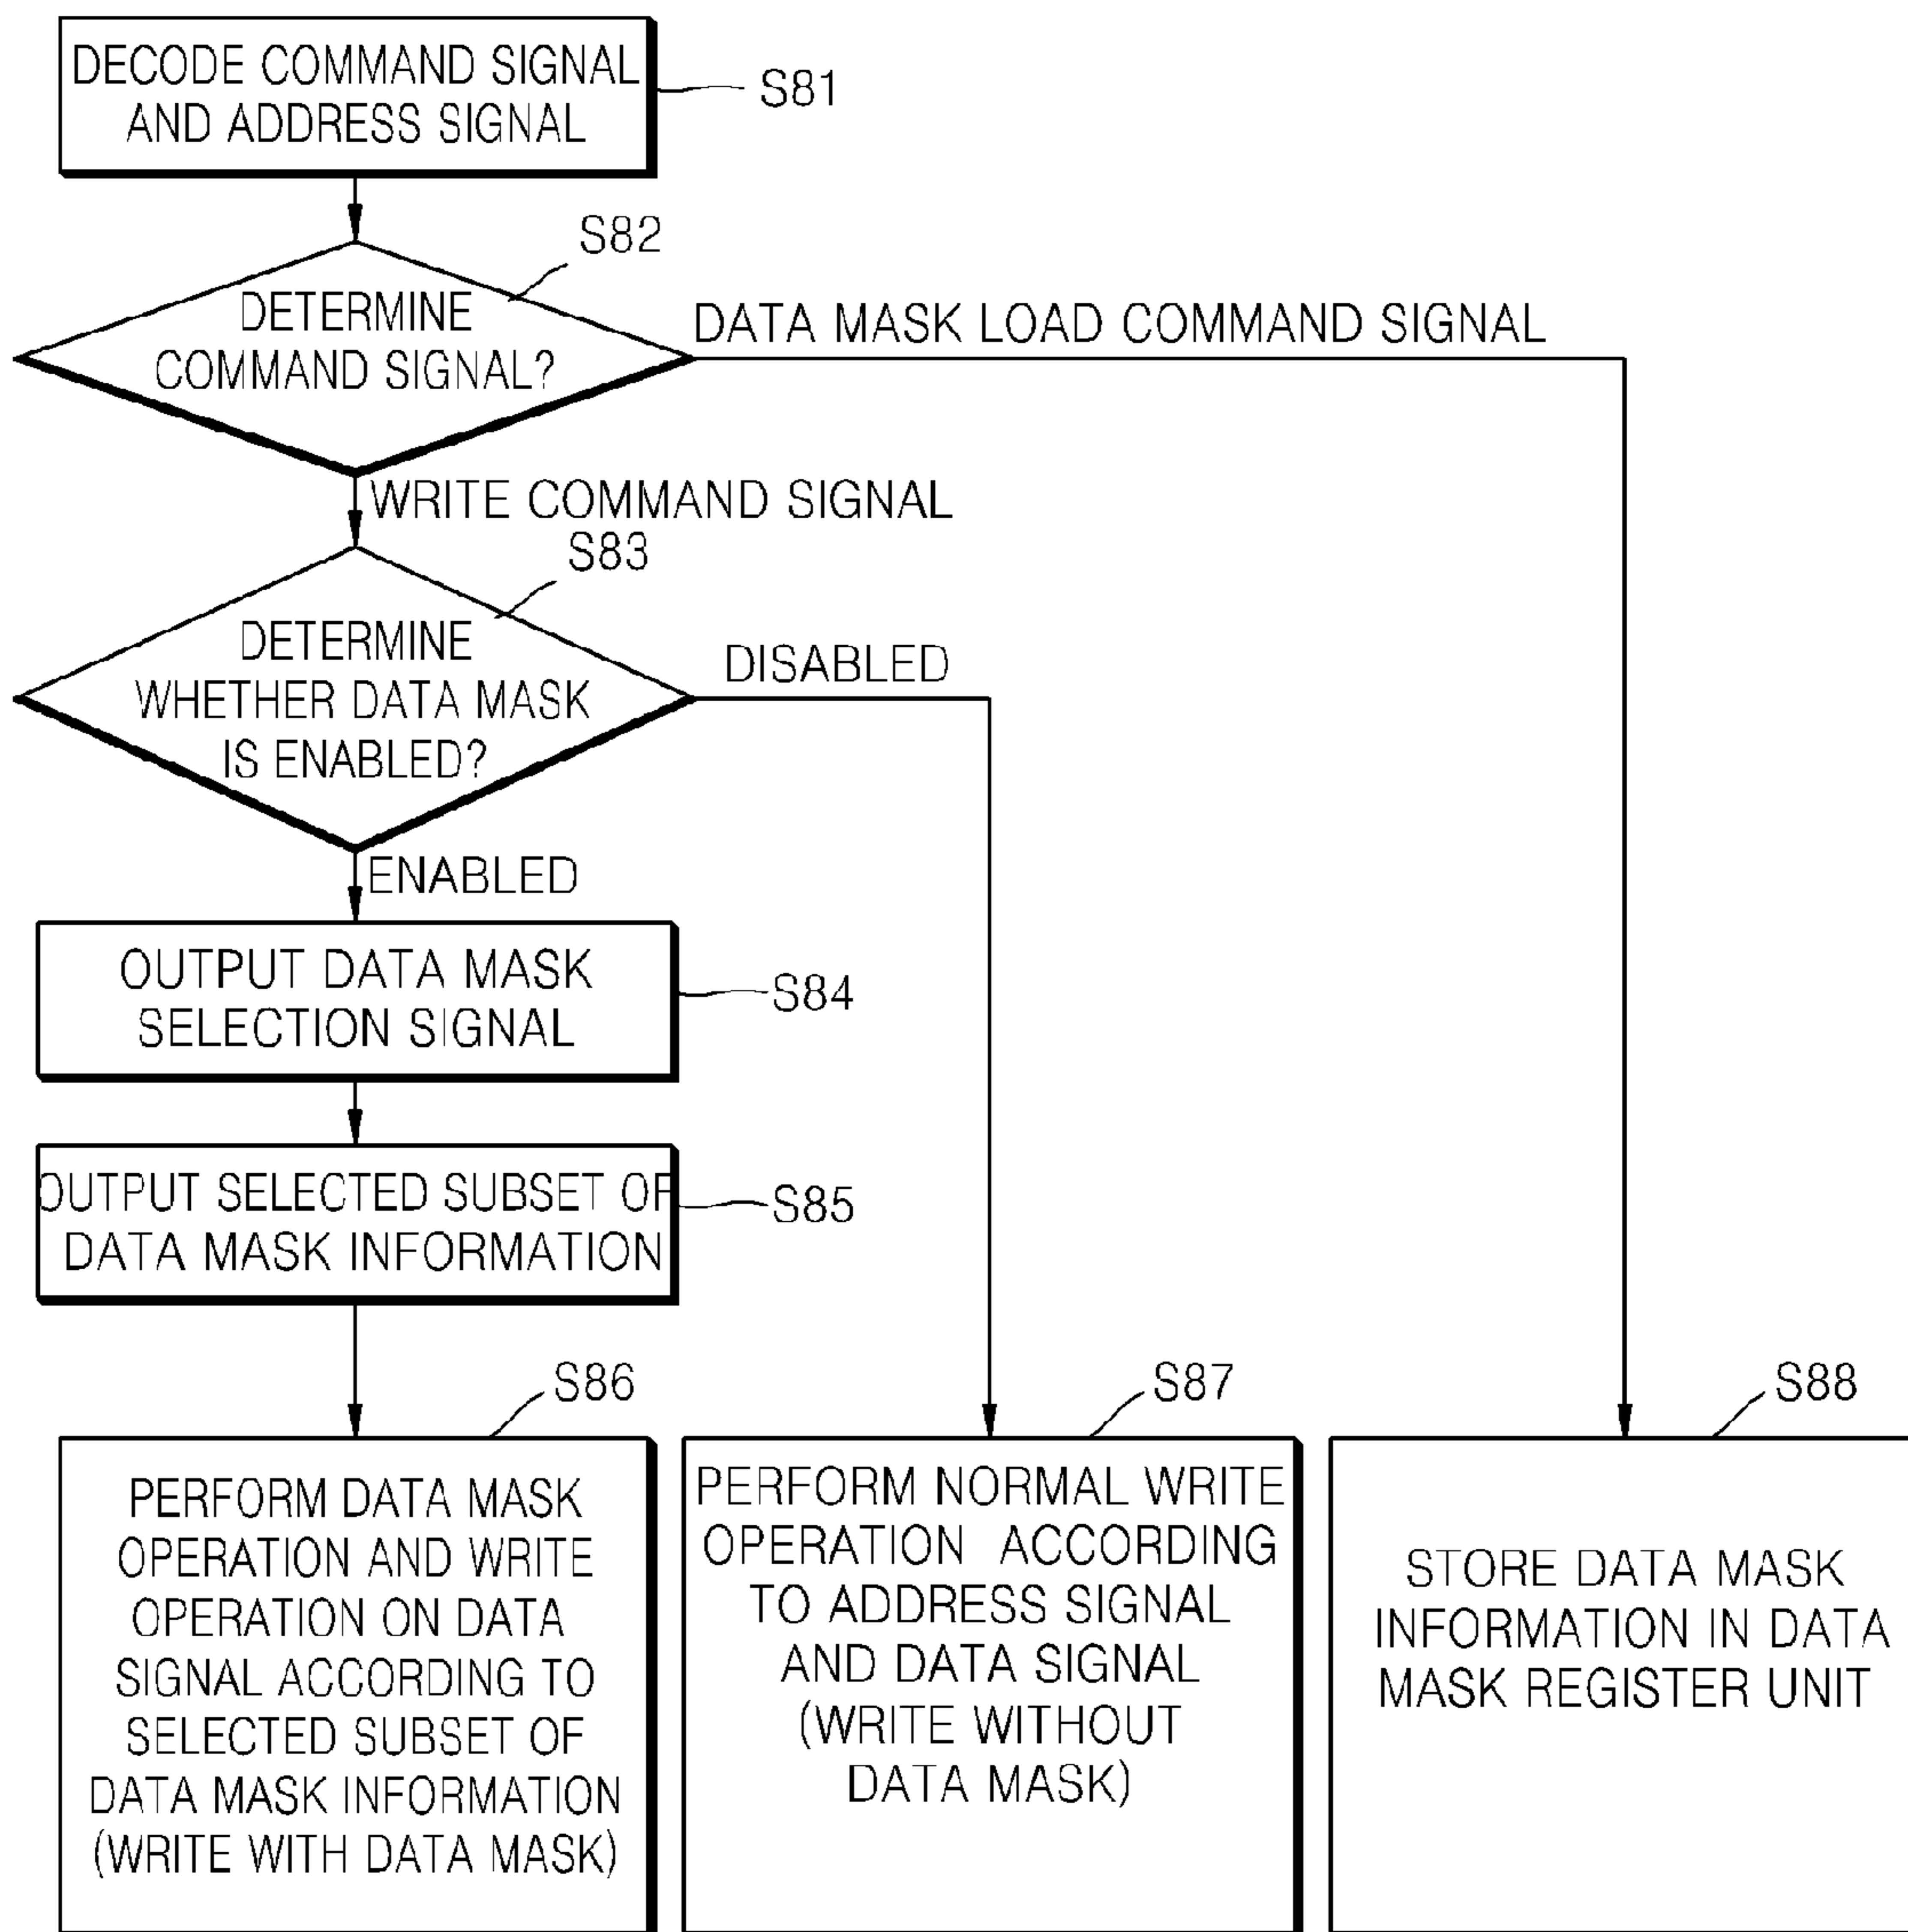 DECODE COMMAND SIGNAL
AND ADDRESS SIGNAL
S81
S82
DETERMINE
COMMAND SIGNAL?
DATA MASK LOAD COMMAND SIGNAL
WRITE COMMAND SIGNAL
S83
DETERMINE
WHETHER DATA MASK
IS ENABLED?
DISABLED
ENABLED
OUTPUT DATA MASK
SELECTION SIGNAL
S84
OUTPUT SELECTED SUBSET OF
DATA MASK INFORMATION
S85
S86
PERFORM DATA MASK
OPERATION AND WRITE
OPERATION ON DATA
SIGNAL ACCORDING TO
SELECTED SUBSET OF
DATA MASK INFORMATION
(WRITE WITH DATA MASK)
S87
PERFORM NORMAL WRITE
OPERATION ACCORDING
TO ADDRESS SIGNAL
AND DATA SIGNAL
(WRITE WITHOUT
DATA MASK)
S88
STORE DATA MASK
INFORMATION IN DATA
MASK REGISTER UNIT